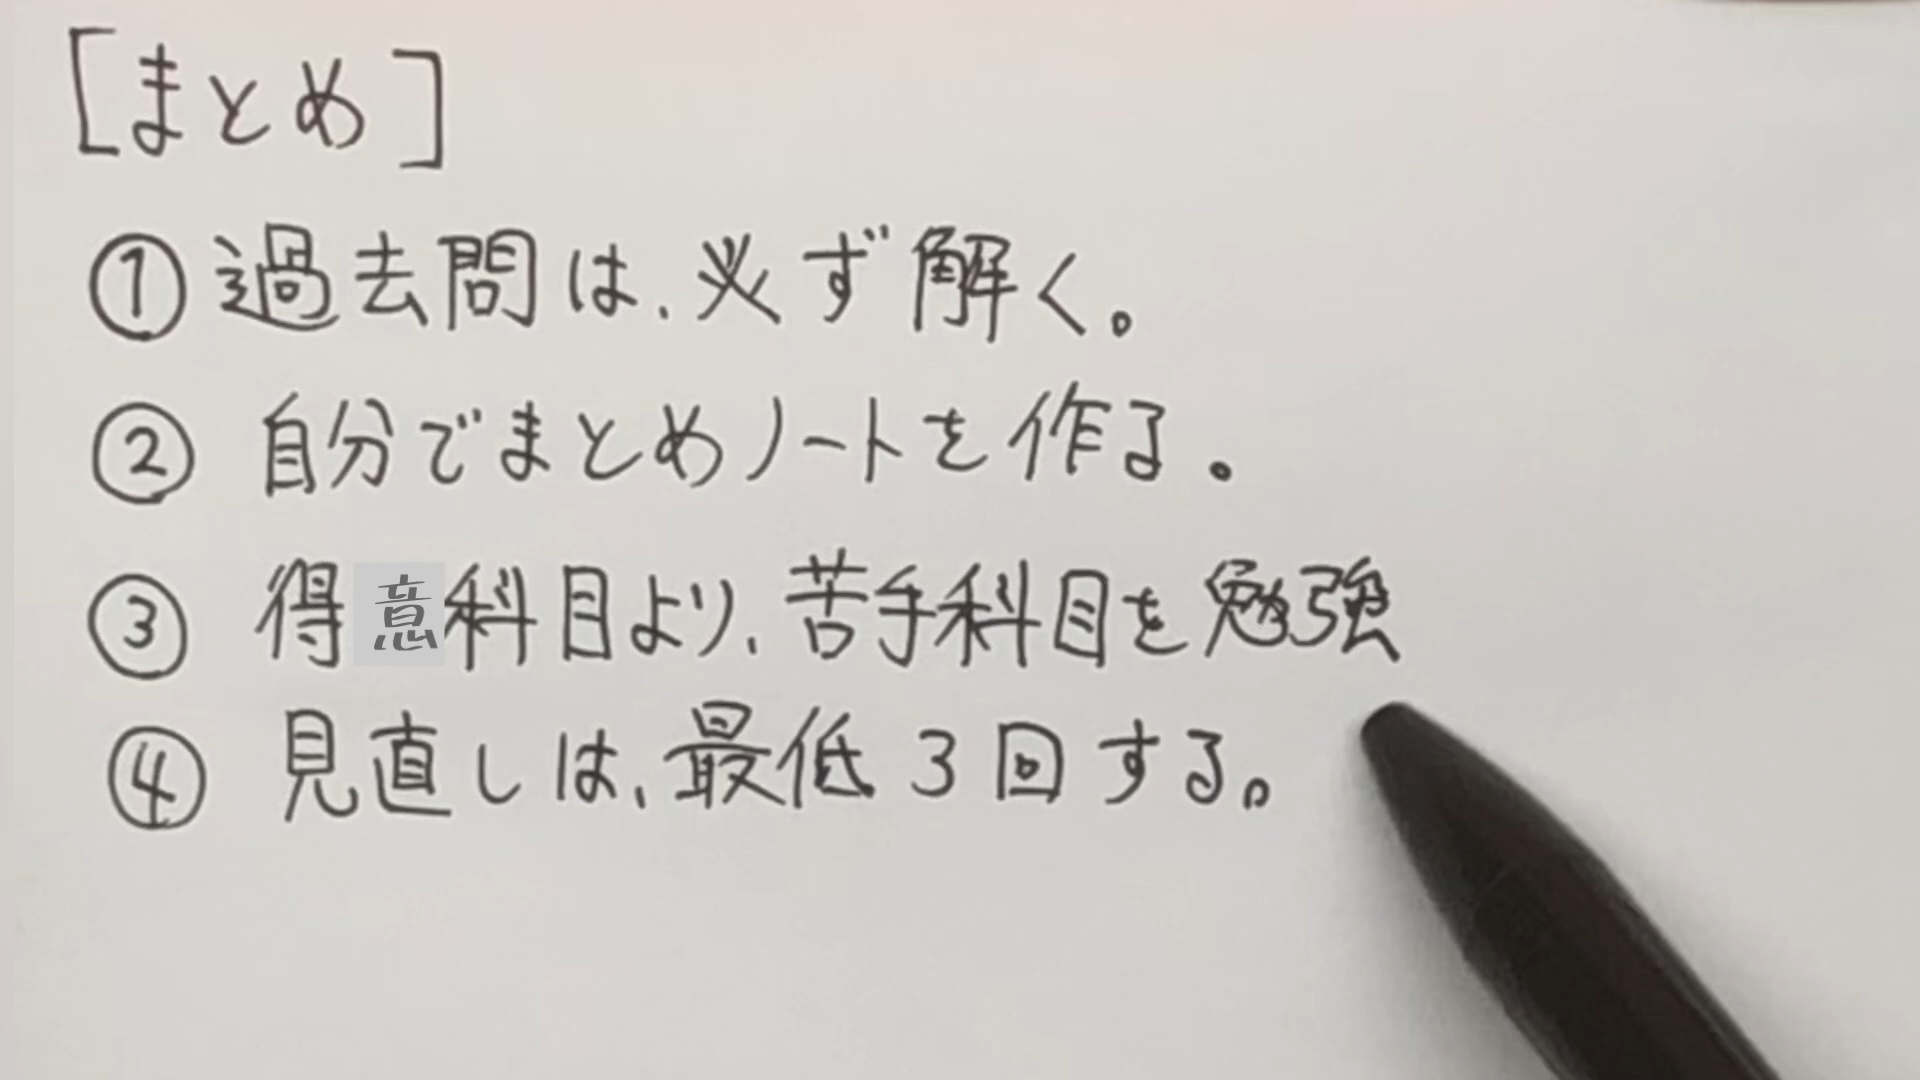 [まとめ]
①過去問は、必ず解く。
②自分でまとめノートを作る。
③得意科目より、苦手科目を勉強
④見直しは、最低3回する。